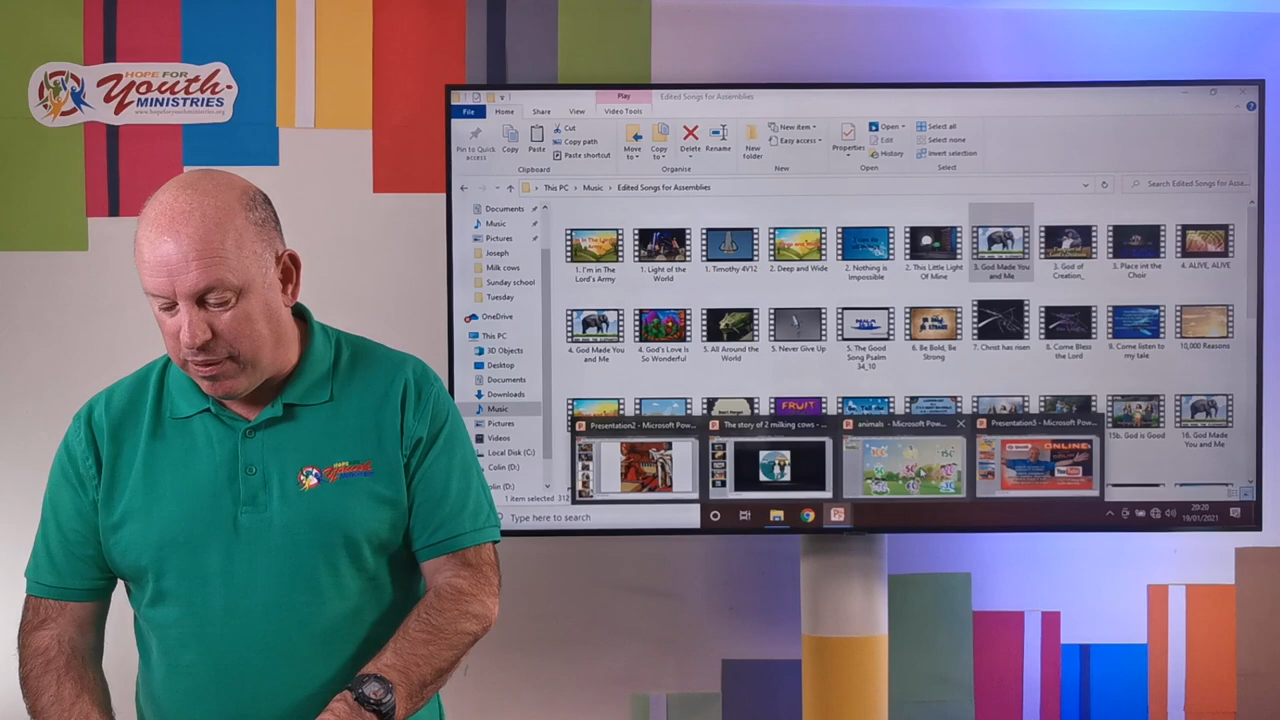 HOPE FOR
Youth
MINISTRIES
www.hopeforyouthministries.org
HOPE
Youth
Play
Edited Songs for Assemblies
File
Home
Share
View
Video Tools
Pin to Quick access
Copy
Paste
Cut
Copy path
Paste shortcut
Move to
Copy to
Delete
Rename
New folder
New item
Easy access
Properties
Open
Edit
History
Select all
Select none
Invert selection
Clipboard
Organise
New
Open
Select
This PC
Music
Edited Songs for Assemblies
Search Edited Songs for Asse...
Documents
Music
Pictures
Joseph
Milk cows
Sunday school
Tuesday
OneDrive
This PC
3D Objects
Desktop
Documents
Downloads
Music
Pictures
Videos
Local Disk (C:)
Colin (D:)
olin (D:)
1. I'm in The Lord's Army
1. Light of the World
1. Timothy 4V12
2. Deep and Wide
2. Nothing is Impossible
2. This Little Light Of Mine
3. God Made You and Me
3. God of Creation_
3. Place int the Choir
4. ALIVE, ALIVE
4. God Made You and Me
4. God's Love Is So Wonderful
5. All Around the World
5. Never Give Up
5. The Good Song Psalm 34_10
6. Be Bold, Be Strong
7. Christ has risen
8. Come Bless the Lord
9. Come listen to my tale
10,000 Reasons
FRUIT
15b. God is Good
16. God Made You and Me
Presentation2 - Microsoft Pow...
The story of 2 milking cows - ...
animals - Microsoft Pow...
Presentation5 - Microsoft Pow...
ONLINE
YouTube
1 item selected
312
Type here to search
20:20
19/01/2021